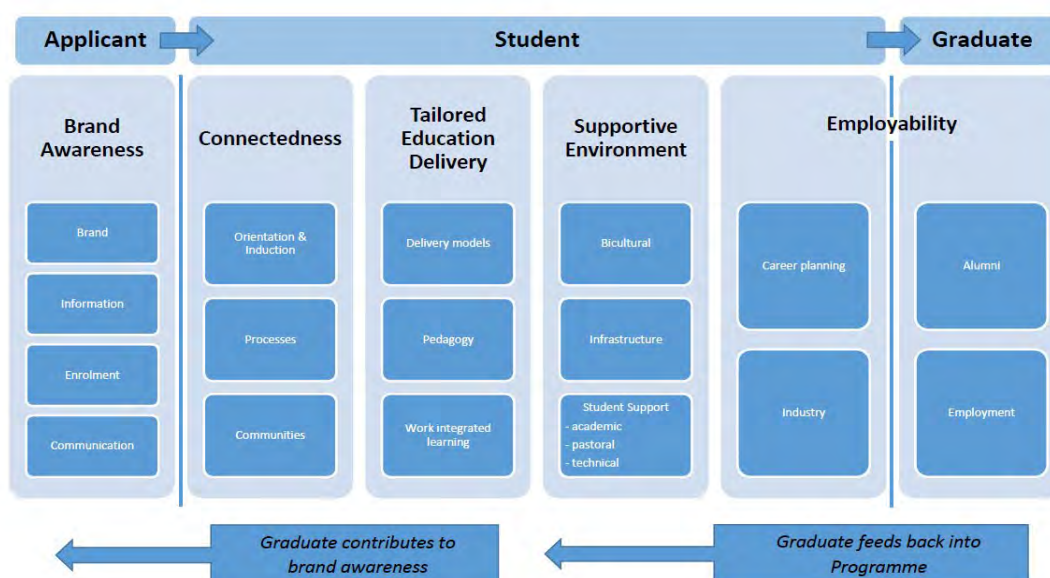 Applicant
Student
Graduate
Brand
Awareness
Brand
Information
Enrolment
Communication
Connectedness
Orientation &
Induction
Processes
Communities
Tailored
Education
Delivery
Delivery models
Pedagogy
Work integrated
learning
Supportive
Environment
Bicultural
Infrastructure
Student Support
- academic
- pastoral
- technical
Employability
Career planning
Industry
Alumni
Employment
Graduate contributes to
brand awareness
Graduate feeds back into
Programme